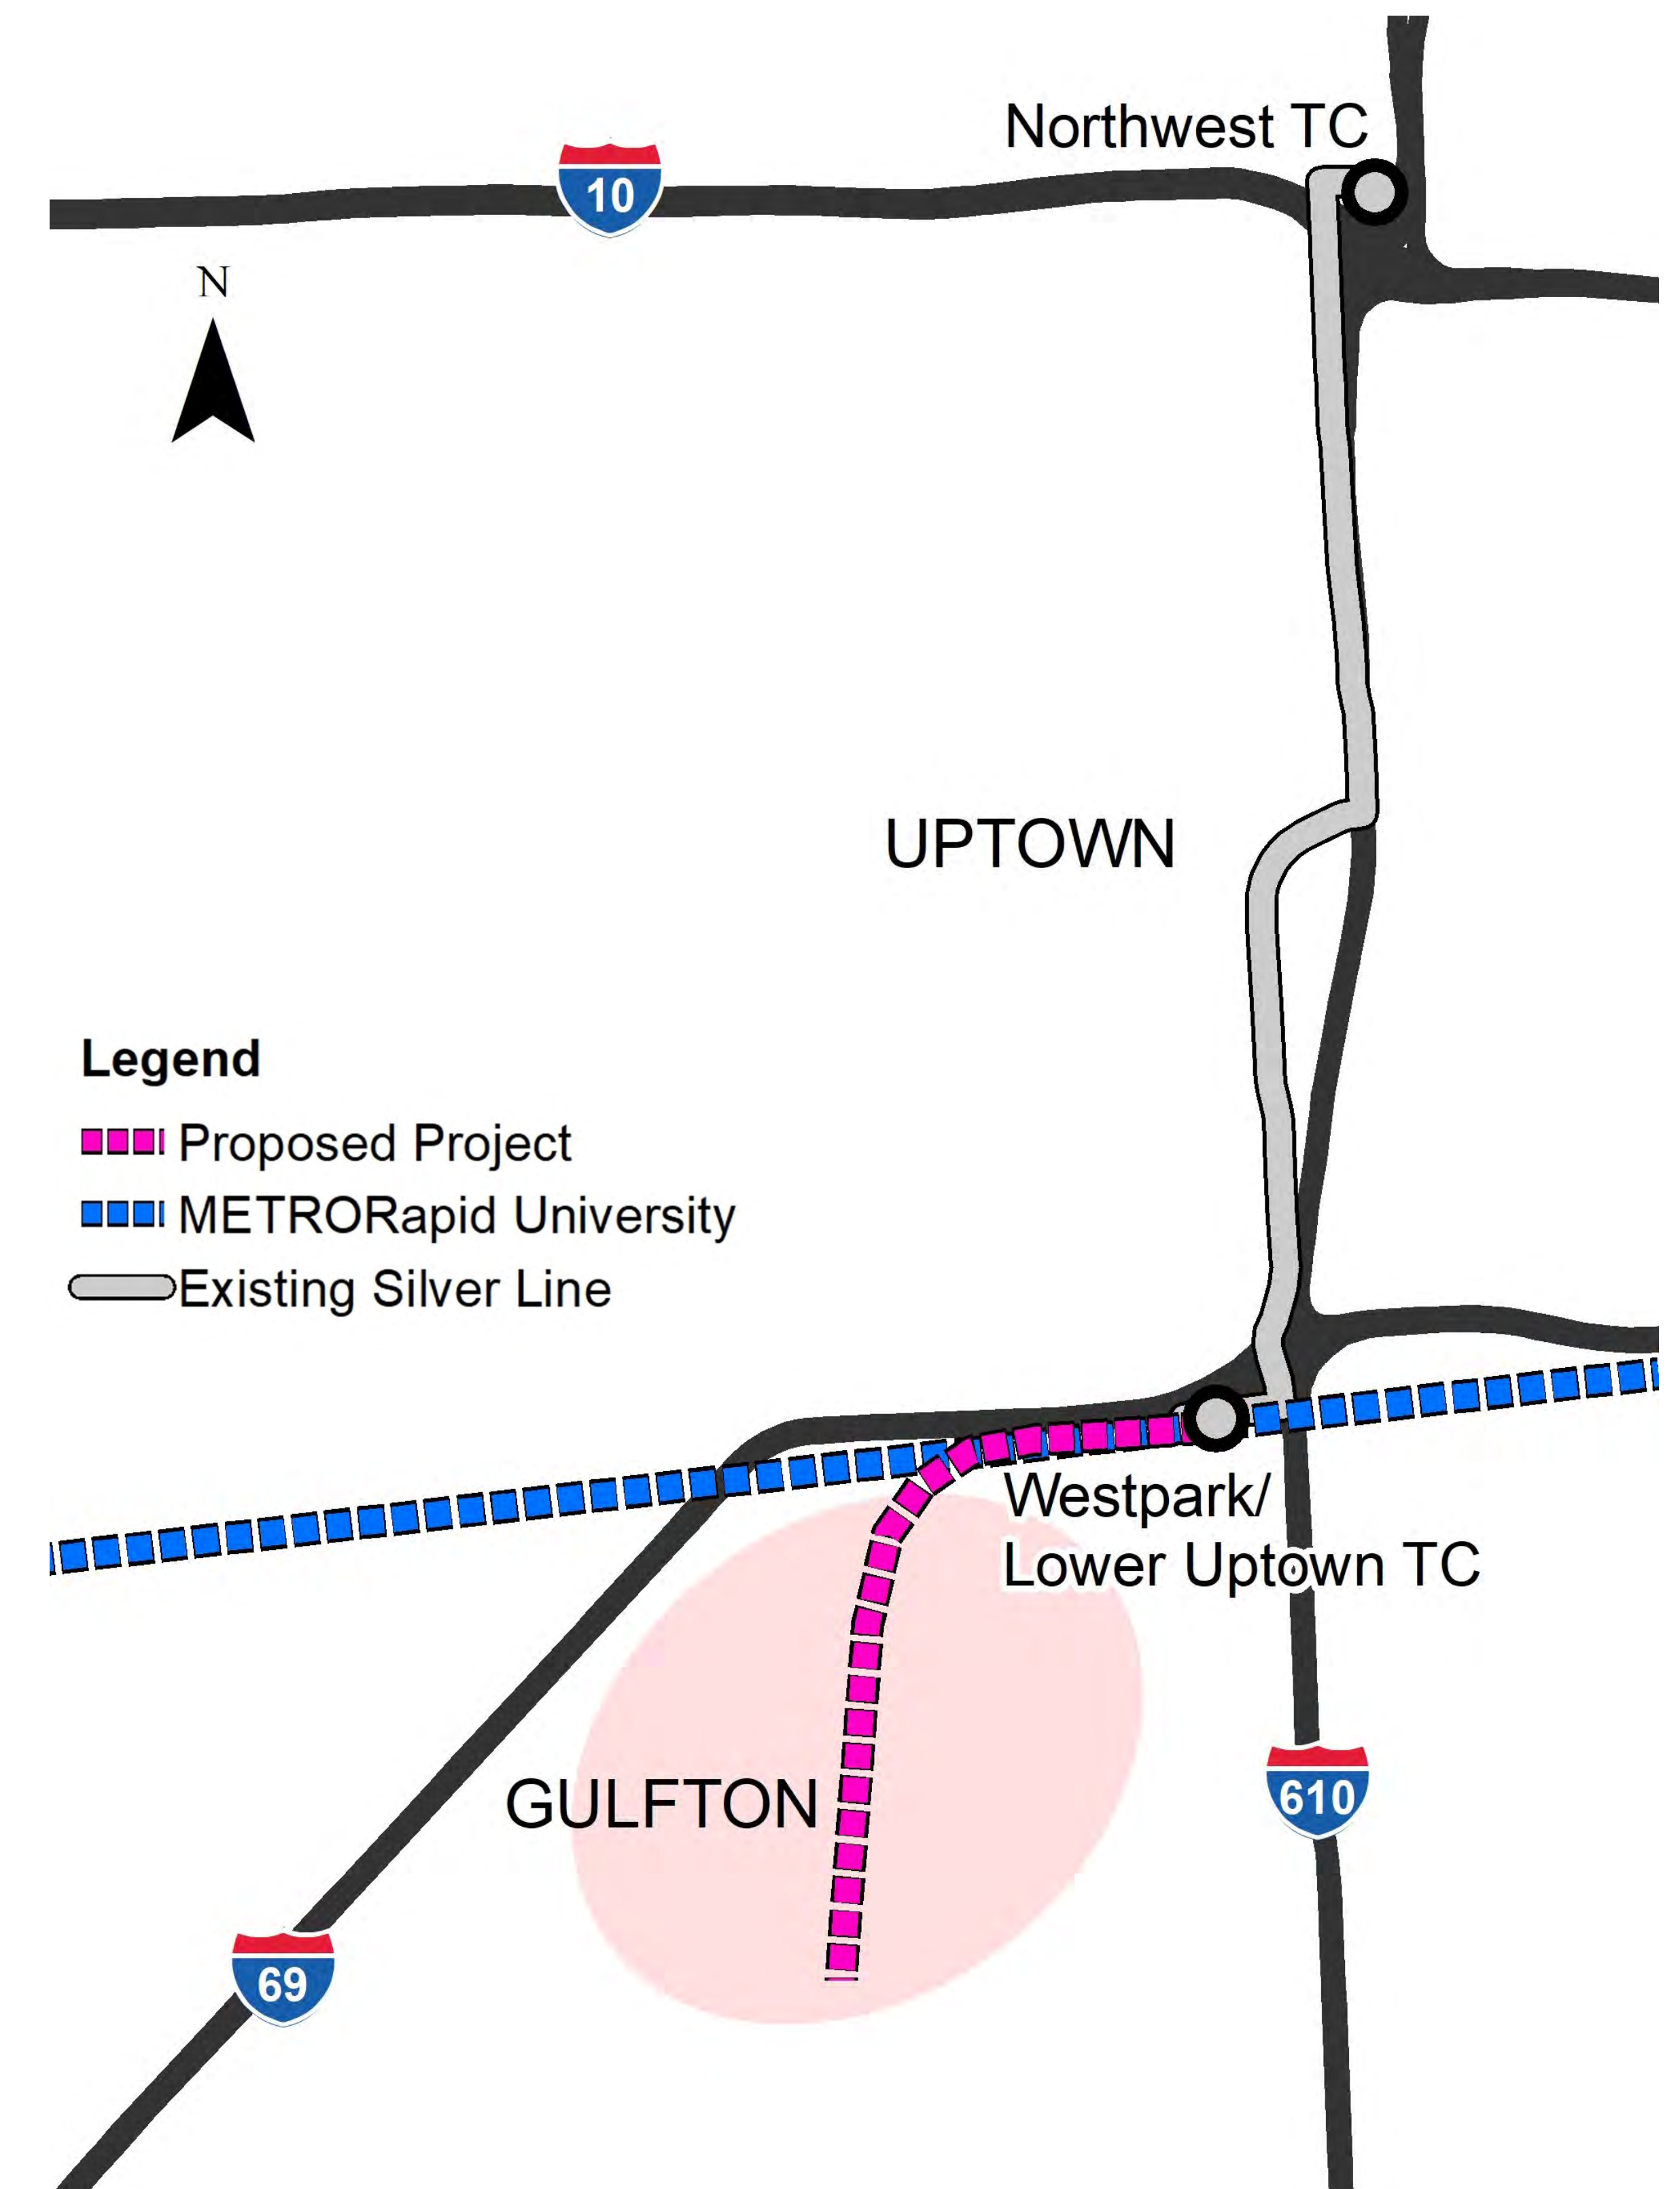 Northwest TC
10
N
UPTOWN
Legend
Proposed Project
METRORapid University
Existing Silver Line
Westpark/
Lower Uptown TC
GULFTON
610
69